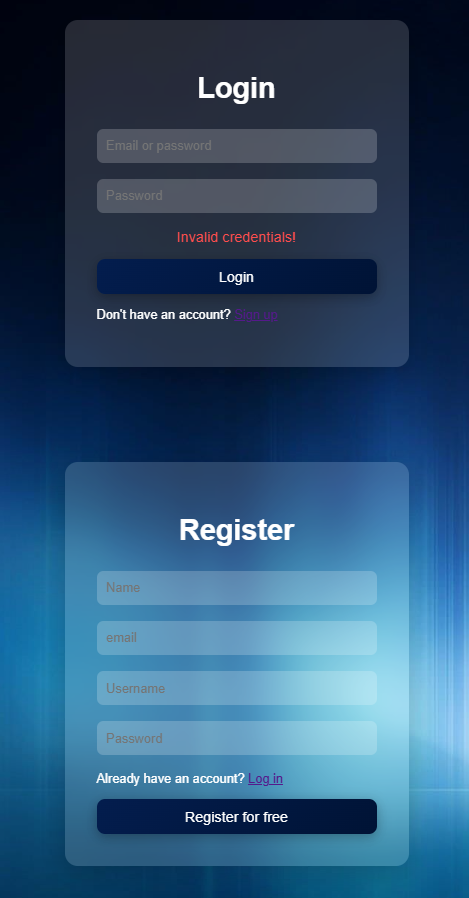 Login
Email or password
Password
Invalid credentials!
Login
Don't have an account? Sign up
Register
Name
email
Username
Password
Already have an account? Log in
Register for free